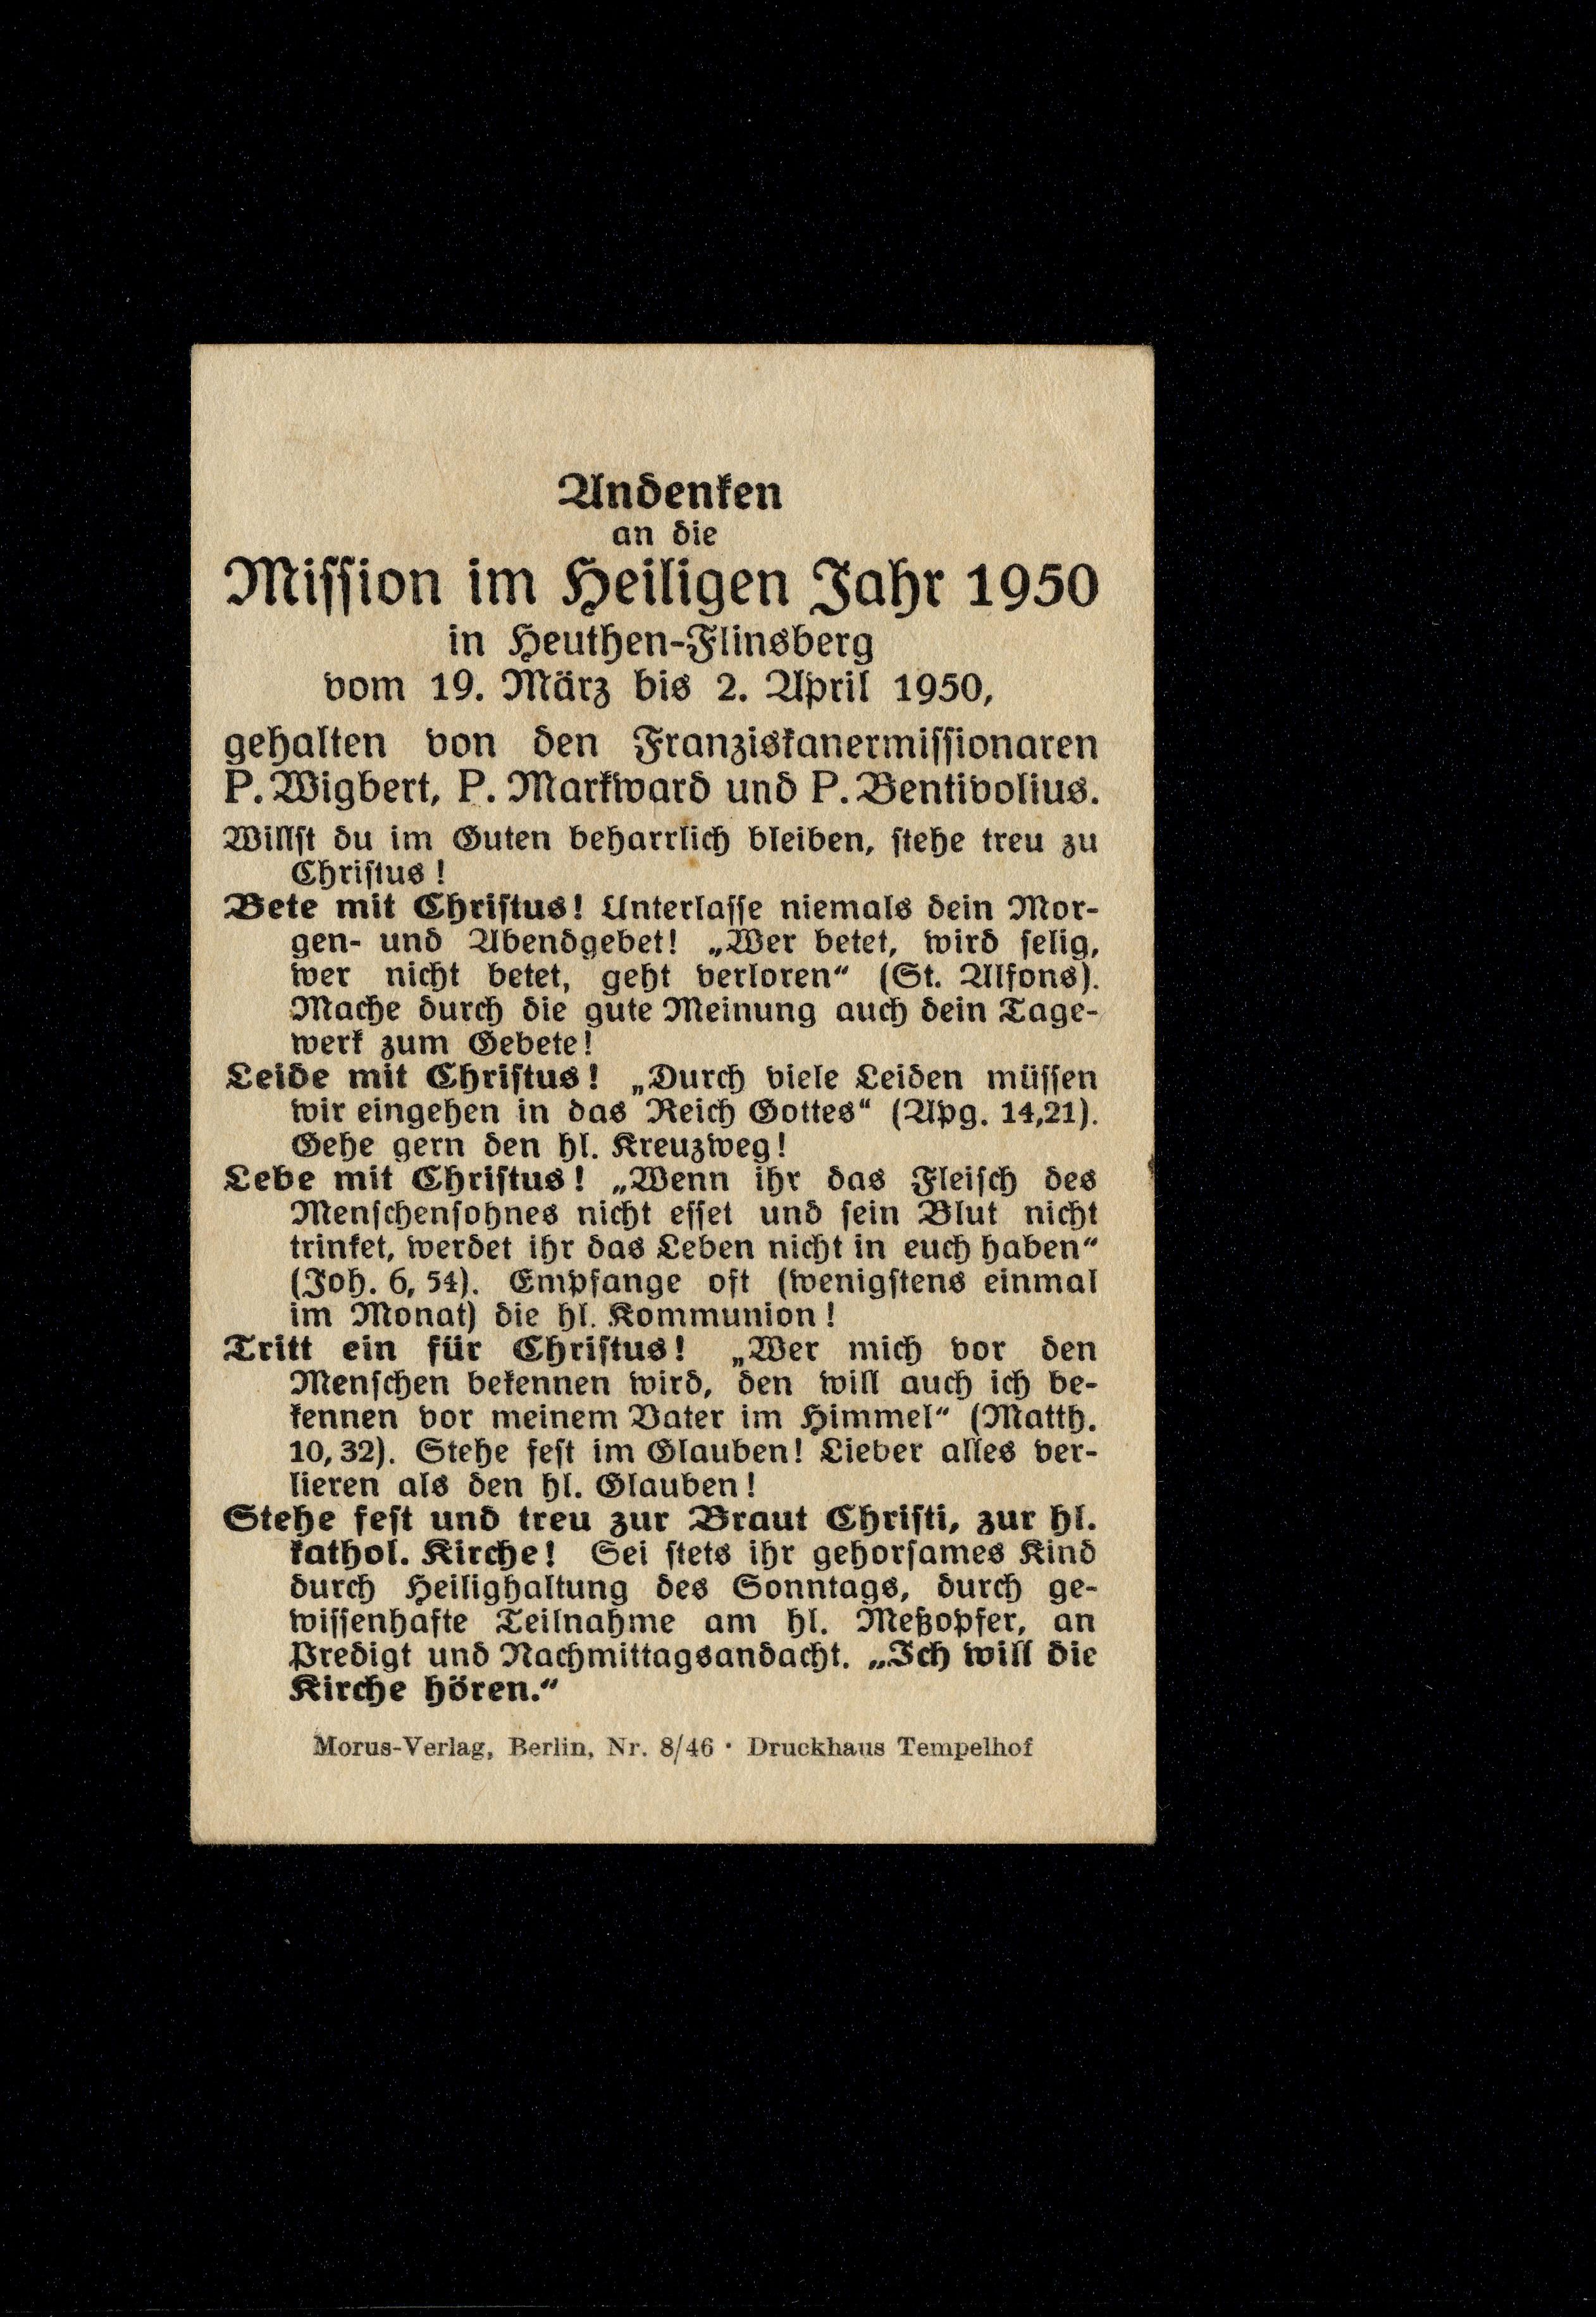 Andenken
an die
Mission im Heiligen Jahr 1950
in Heuthen-Flinsberg
vom 19. März bis 2. April 1950,
gehalten von den Franziskanermissionaren
P. Wigbert, P. Markward und P. Bentivolius.
Willst du im Guten beharrlich bleiben, stehe treu zu
Christus!
Bete mit Christus! Unterlasse niemals dein Mor-
gen- und Abendgebet! „Wer betet, wird selig,
wer nicht betet, geht verloren“ (St. Alfons).
Mache durch die gute Meinung auch dein Tage-
werk zum Gebete!
Leide mit Christus! „Durch viele Leiden müssen
wir eingehen in das Reich Gottes“ (Apg. 14,21).
Gehe gern den hl. Kreuzweg!
Lebe mit Christus! „Wenn ihr das Fleisch des
Menschensohnes nicht esset und sein Blut nicht
trinket, werdet ihr das Leben nicht in euch haben“
(Joh. 6, 54). Empfange oft (wenigstens einmal
im Monat) die hl. Kommunion!
Tritt ein für Christus! „Wer mich vor den
Menschen bekennen wird, den will auch ich be-
kennen vor meinem Vater im Himmel“ (Matth.
10, 32). Stehe fest im Glauben! Lieber alles ver-
lieren als den hl. Glauben!
Stehe fest und treu zur Braut Christi, zur hl.
kathol. Kirche! Sei stets ihr gehorsames Kind
durch Heilighaltung des Sonntags, durch ge-
wissenhafte Teilnahme am hl. Meßopfer, an
Predigt und Nachmittagsandacht. „Ich will die
Kirche hören.“
Morus-Verlag, Berlin, Nr. 8/46 · Druckhaus Tempelhof